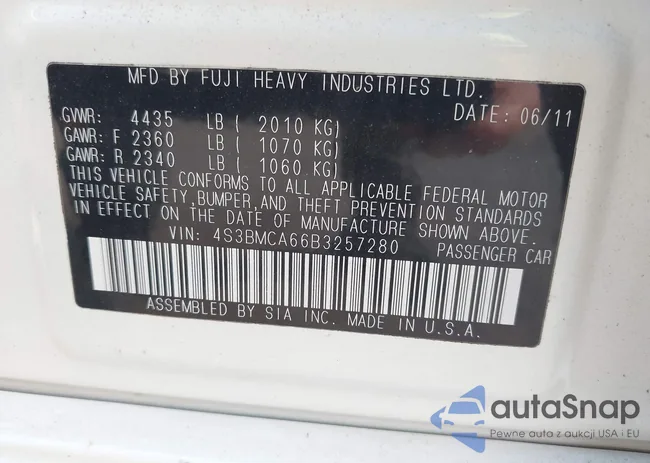 MFD BY FUJI HEAVY INDUSTRIES LTD.
DATE: 06/11
GVWR: 4435 LB ( 2010 KG)
GAWR: F 2360 LB ( 1070 KG)
GAWR: R 2340 LB ( 1060 KG)
THIS VEHICLE CONFORMS TO ALL APPLICABLE FEDERAL MOTOR
VEHICLE SAFETY, BUMPER, AND THEFT PREVENTION STANDARDS
IN EFFECT ON THE DATE OF MANUFACTURE SHOWN ABOVE.
VIN: 4S3BMCA66B3257280 PASSENGER CAR
ASSEMBLED BY SIA INC. MADE IN U.S.A.
autaSnap
Pewne auta z aukcji USA i EU